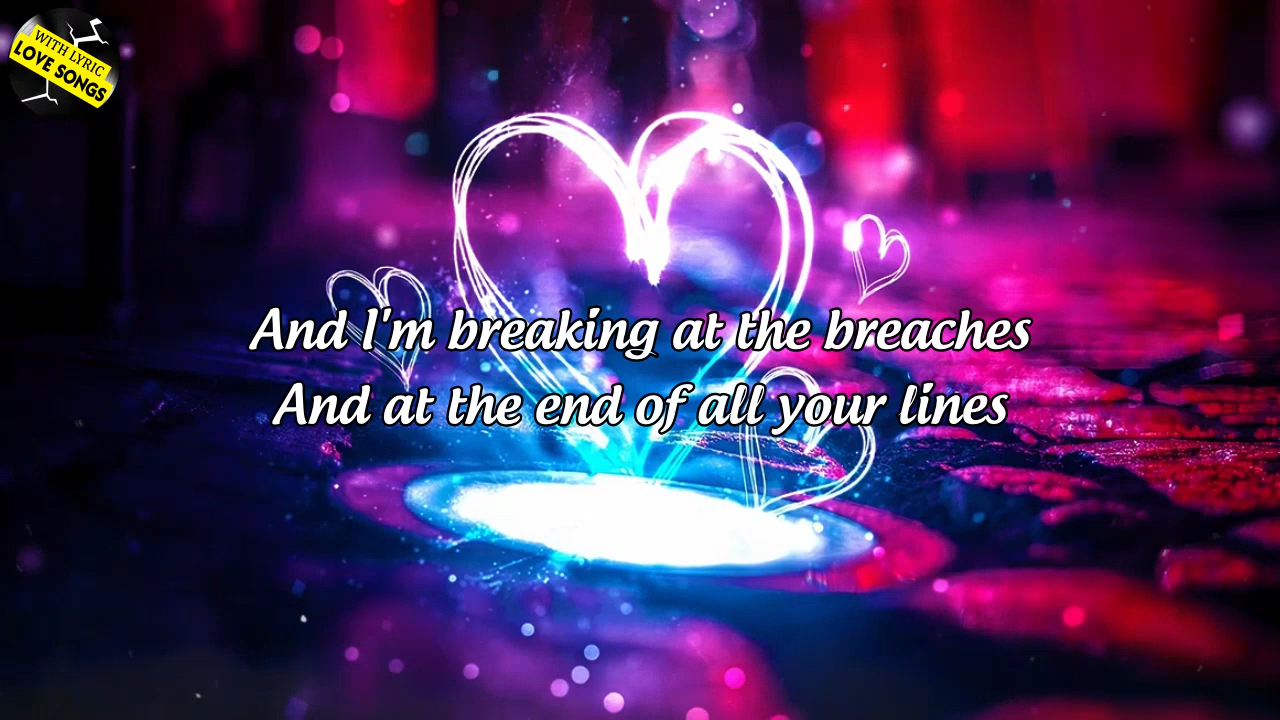 WITH LYRIC
LOVE SONGS
And I'm breaking at the breaches
And at the end of all your lines